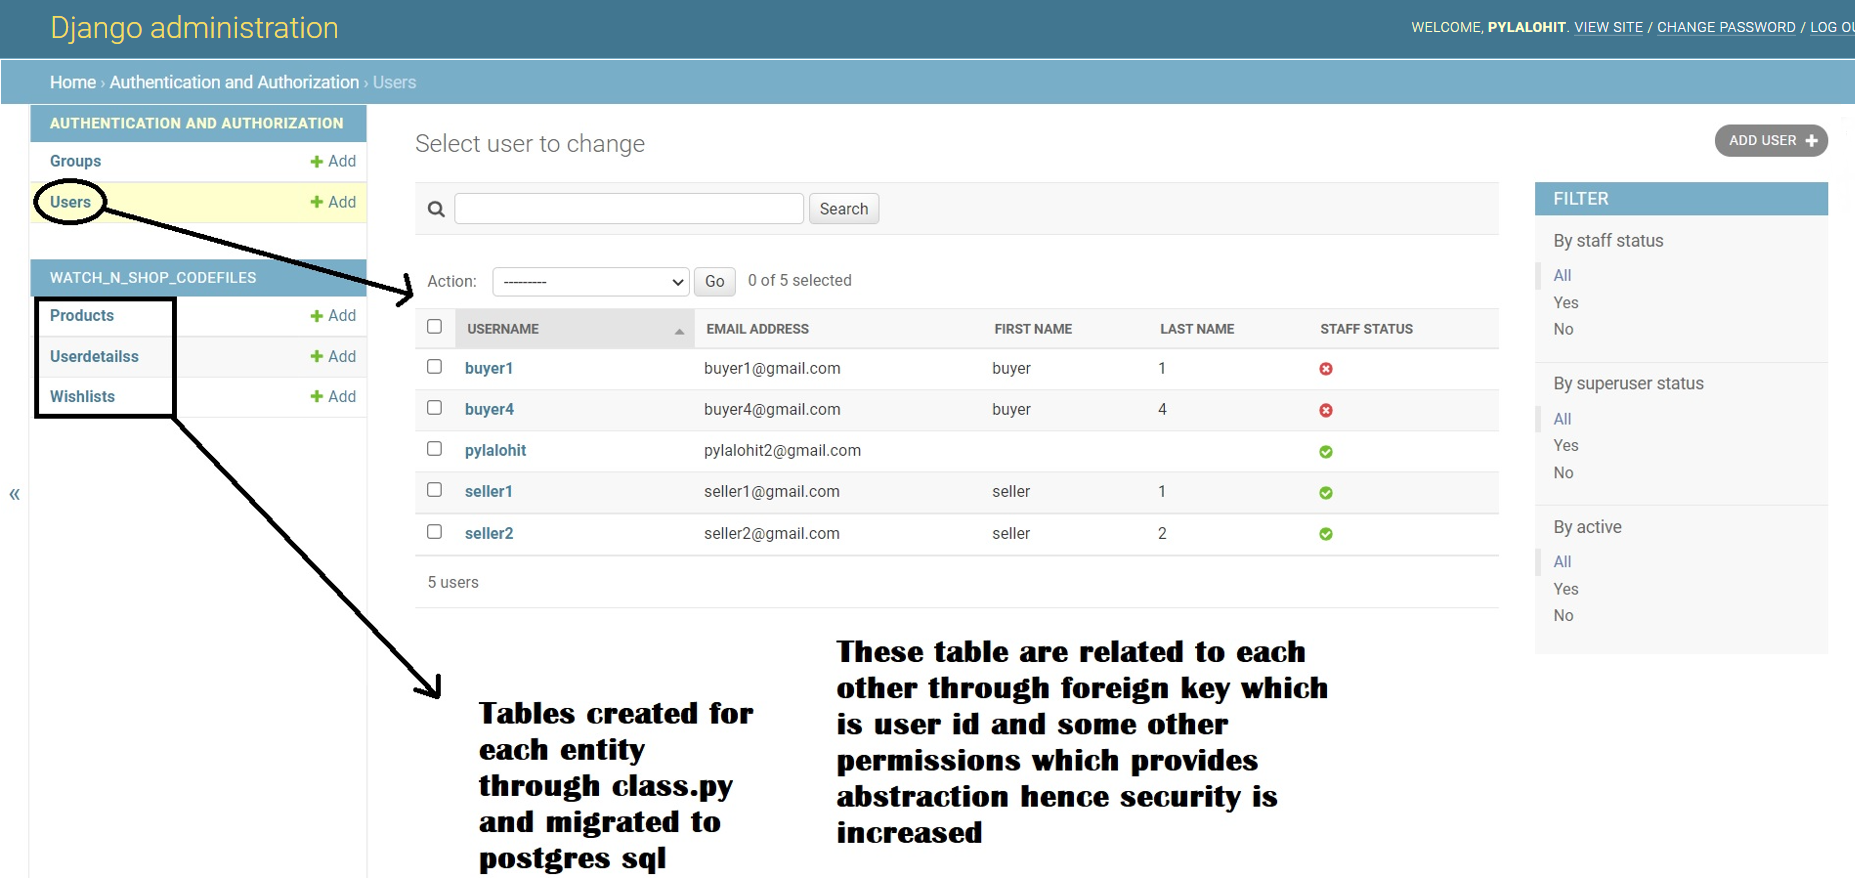 Django administration
WELCOME, PYLALOHIT. VIEW SITE / CHANGE PASSWORD / LOG
Home › Authentication and Authorization › Users
AUTHENTICATION AND AUTHORIZATION
Groups + Add
Users + Add
WATCH_N_SHOP_CODEFILES
Products + Add
Userdetailss + Add
Wishlists + Add
«
Select user to change
ADD USER +
Search
Action: --------- Go 0 of 5 selected
USERNAME EMAIL ADDRESS FIRST NAME LAST NAME STAFF STATUS
buyer1 buyer1@gmail.com buyer 1
buyer4 buyer4@gmail.com buyer 4
pylalohit pylalohit2@gmail.com
seller1 seller1@gmail.com seller 1
seller2 seller2@gmail.com seller 2
5 users
FILTER
By staff status
All
Yes
No
By superuser status
All
Yes
No
By active
All
Yes
No
Tables created for
each entity
through class.py
and migrated to
postgres sql
These table are related to each
other through foreign key which
is user id and some other
permissions which provides
abstraction hence security is
increased